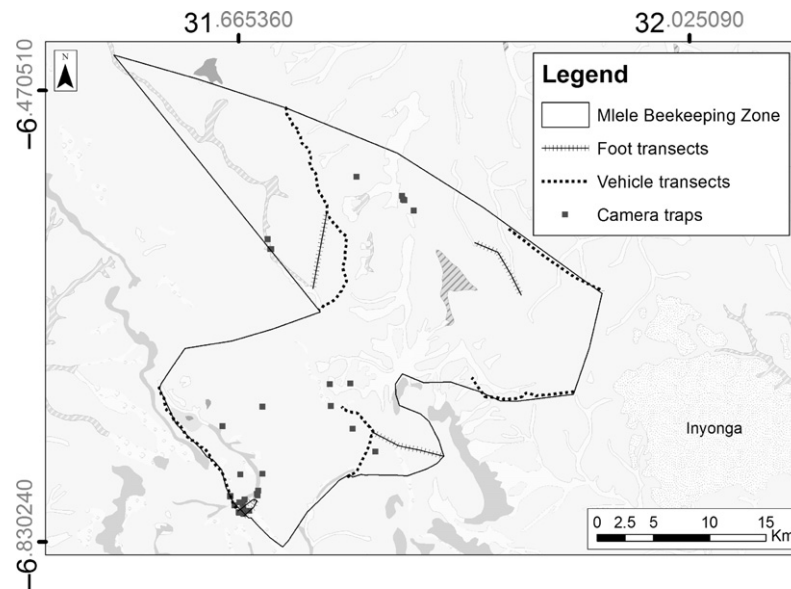 31.665360
32.025090
-6.470510
-6.830240
N
Legend
Mlele Beekeeping Zone
Foot transects
Vehicle transects
Camera traps
Inyonga
0 2.5 5 10 15
Km